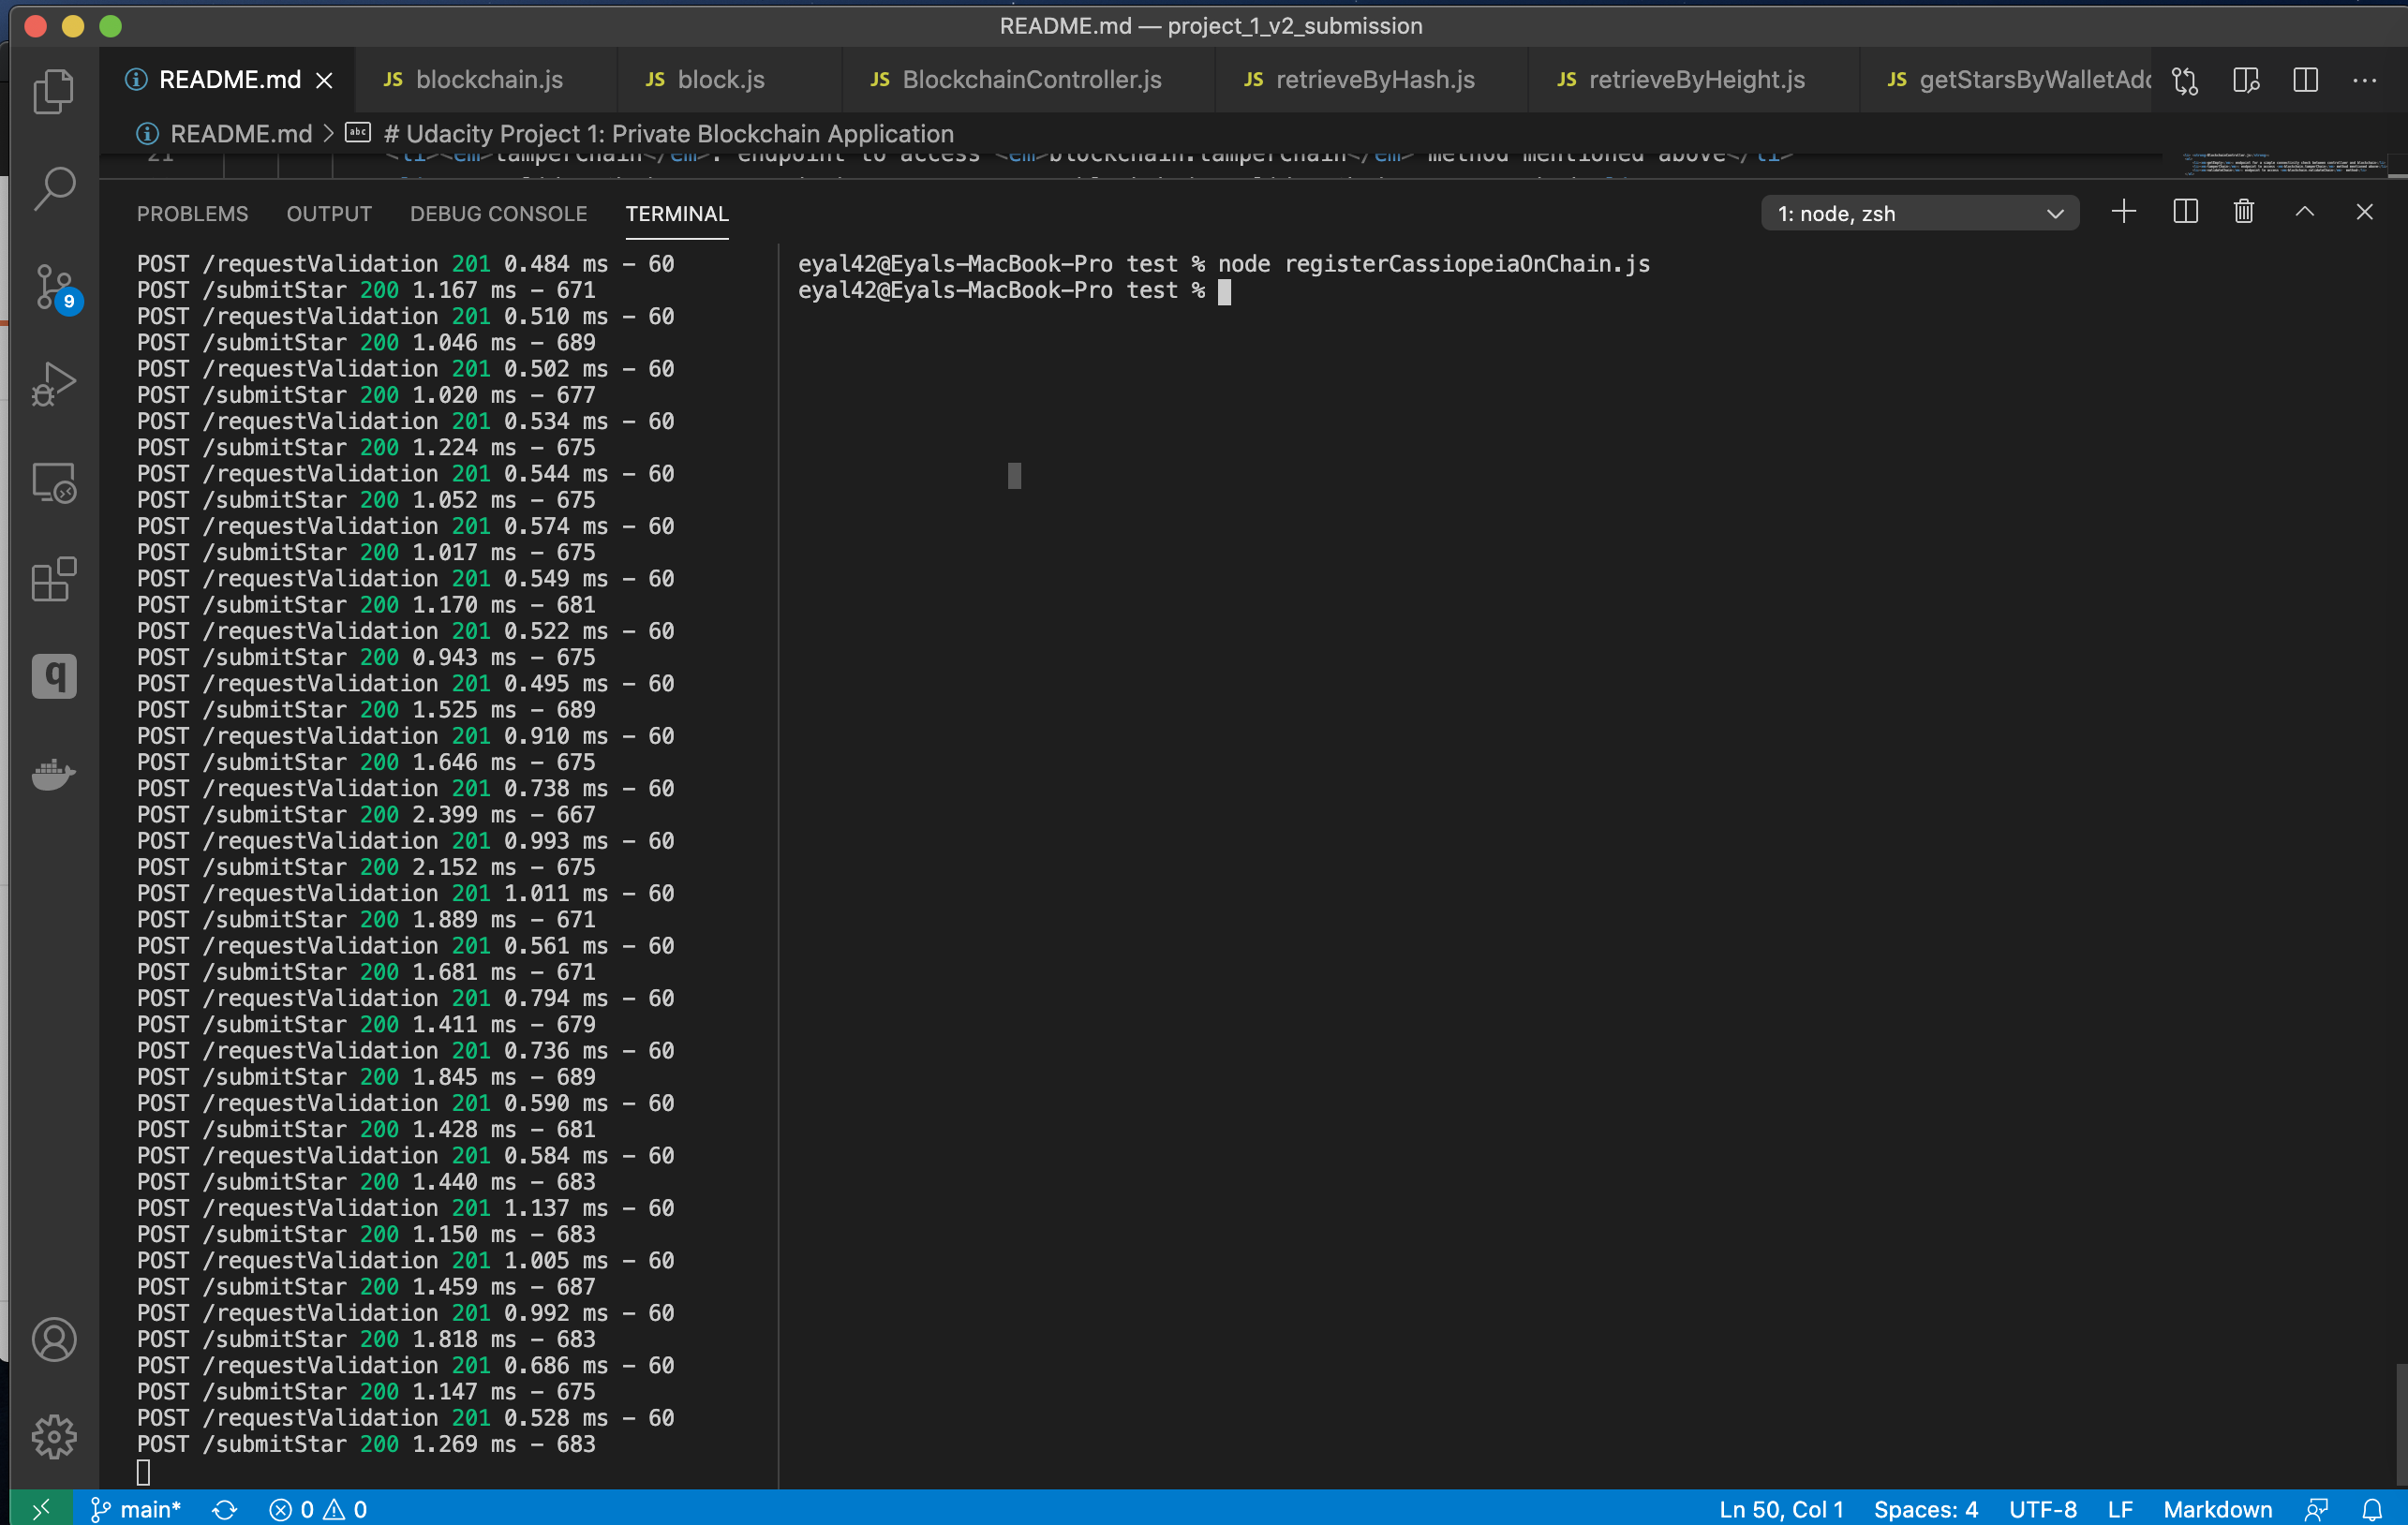 README.md — project_1_v2_submission
README.md
JS blockchain.js
JS block.js
JS BlockchainController.js
JS retrieveByHash.js
JS retrieveByHeight.js
JS getStarsByWalletAdd
README.md > abc # Udacity Project 1: Private Blockchain Application
21 <li><em>tamperChain</em>: endpoint to access <em>blockchain.tamperChain</em> method mentioned above</li>
PROBLEMS OUTPUT DEBUG CONSOLE TERMINAL
1: node, zsh
POST /requestValidation 201 0.484 ms - 60
POST /submitStar 200 1.167 ms - 671
POST /requestValidation 201 0.510 ms - 60
POST /submitStar 200 1.046 ms - 689
POST /requestValidation 201 0.502 ms - 60
POST /submitStar 200 1.020 ms - 677
POST /requestValidation 201 0.534 ms - 60
POST /submitStar 200 1.224 ms - 675
POST /requestValidation 201 0.544 ms - 60
POST /submitStar 200 1.052 ms - 675
POST /requestValidation 201 0.574 ms - 60
POST /submitStar 200 1.017 ms - 675
POST /requestValidation 201 0.549 ms - 60
POST /submitStar 200 1.170 ms - 681
POST /requestValidation 201 0.522 ms - 60
POST /submitStar 200 0.943 ms - 675
POST /requestValidation 201 0.495 ms - 60
POST /submitStar 200 1.525 ms - 689
POST /requestValidation 201 0.910 ms - 60
POST /submitStar 200 1.646 ms - 675
POST /requestValidation 201 0.738 ms - 60
POST /submitStar 200 2.399 ms - 667
POST /requestValidation 201 0.993 ms - 60
POST /submitStar 200 2.152 ms - 675
POST /requestValidation 201 1.011 ms - 60
POST /submitStar 200 1.889 ms - 671
POST /requestValidation 201 0.561 ms - 60
POST /submitStar 200 1.681 ms - 671
POST /requestValidation 201 0.794 ms - 60
POST /submitStar 200 1.411 ms - 679
POST /requestValidation 201 0.736 ms - 60
POST /submitStar 200 1.845 ms - 689
POST /requestValidation 201 0.590 ms - 60
POST /submitStar 200 1.428 ms - 681
POST /requestValidation 201 0.584 ms - 60
POST /submitStar 200 1.440 ms - 683
POST /requestValidation 201 1.137 ms - 60
POST /submitStar 200 1.150 ms - 683
POST /requestValidation 201 1.005 ms - 60
POST /submitStar 200 1.459 ms - 687
POST /requestValidation 201 0.992 ms - 60
POST /submitStar 200 1.818 ms - 683
POST /requestValidation 201 0.686 ms - 60
POST /submitStar 200 1.147 ms - 675
POST /requestValidation 201 0.528 ms - 60
POST /submitStar 200 1.269 ms - 683
eyal42@Eyals-MacBook-Pro test % node registerCassiopeiaOnChain.js
eyal42@Eyals-MacBook-Pro test %
9
q
main* 0 0
Ln 50, Col 1 Spaces: 4 UTF-8 LF Markdown